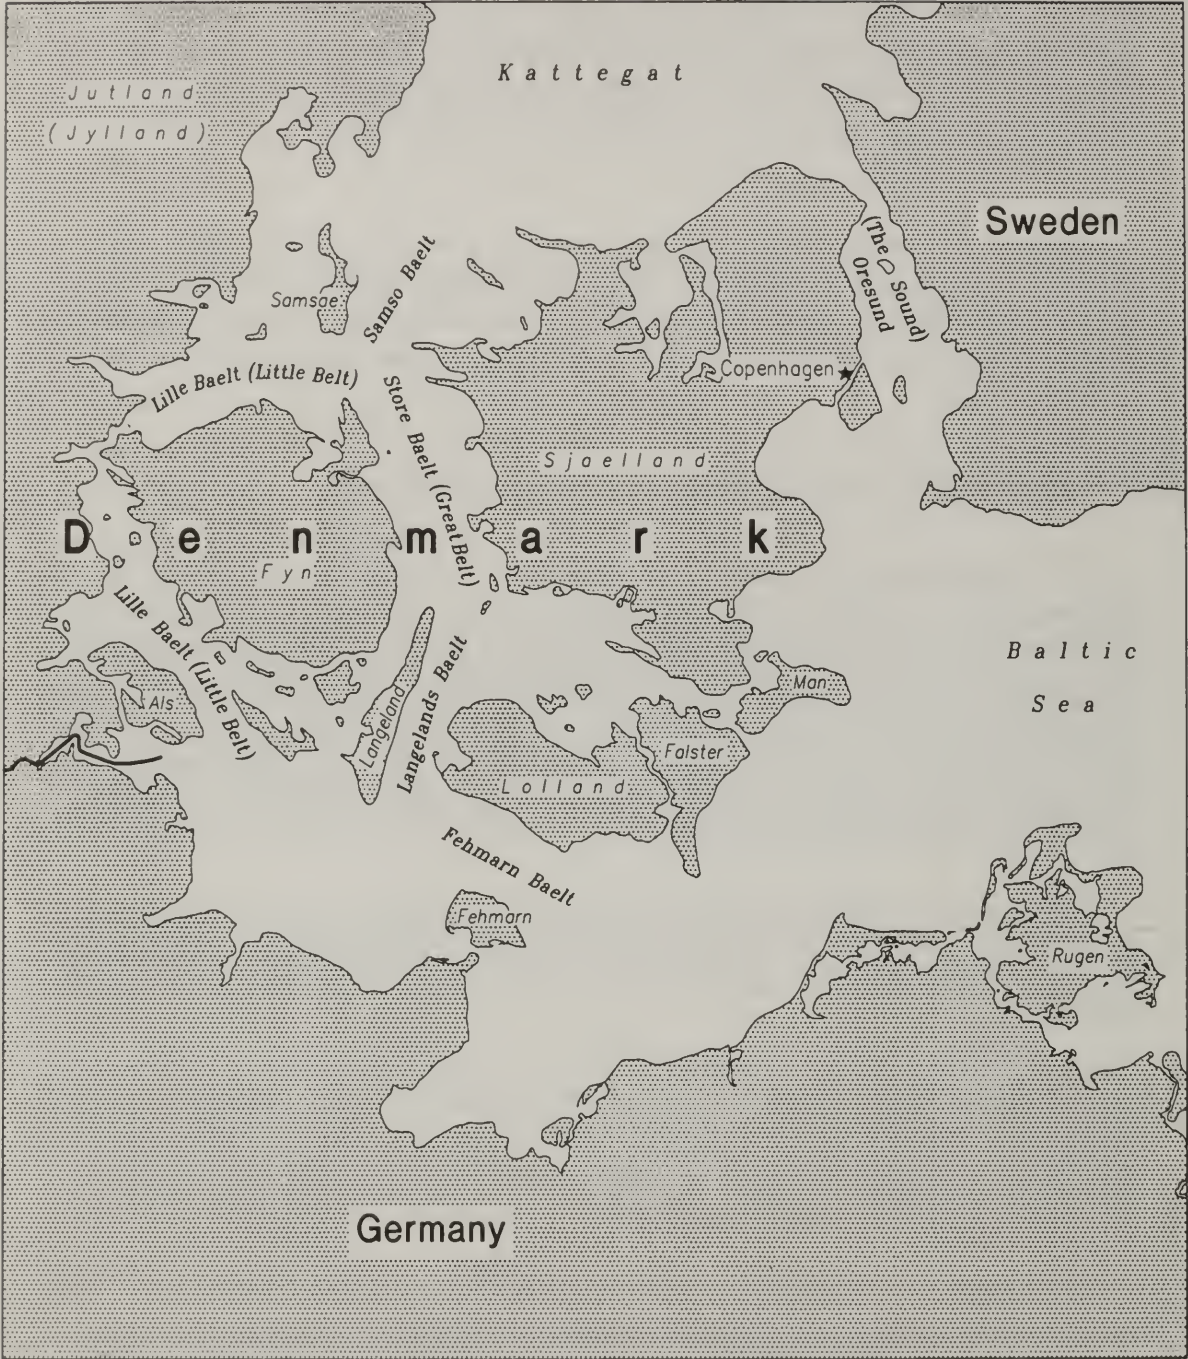 Kattegat
Jutland
(Jylland)
Sweden
(The Sound)
Oresund
Samsae
Samso Baelt
Copenhagen
Lille Baelt (Little Belt)
Store Baelt (Great Belt)
Sjaelland
Denmark
Fyn
Lille Baelt (Little Belt)
Baltic
Sea
Man
Als
Langeland
Langelands Baelt
Falster
Lolland
Fehmarn Baelt
Fehmarn
Rugen
Germany